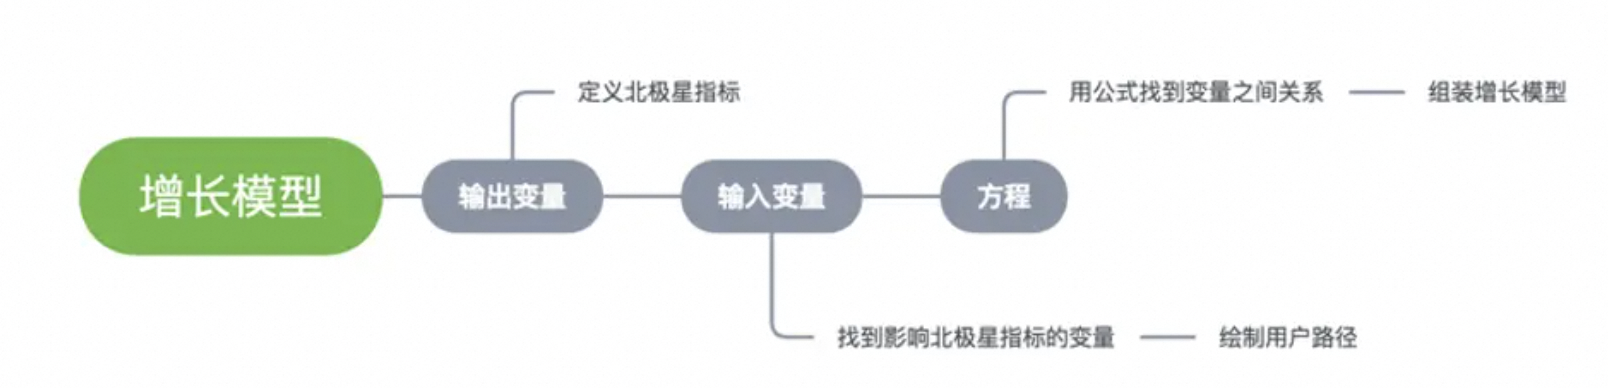 定义北极星指标
用公式找到变量之间关系
组装增长模型
增长模型
输出变量
输入变量
方程
找到影响北极星指标的变量
绘制用户路径